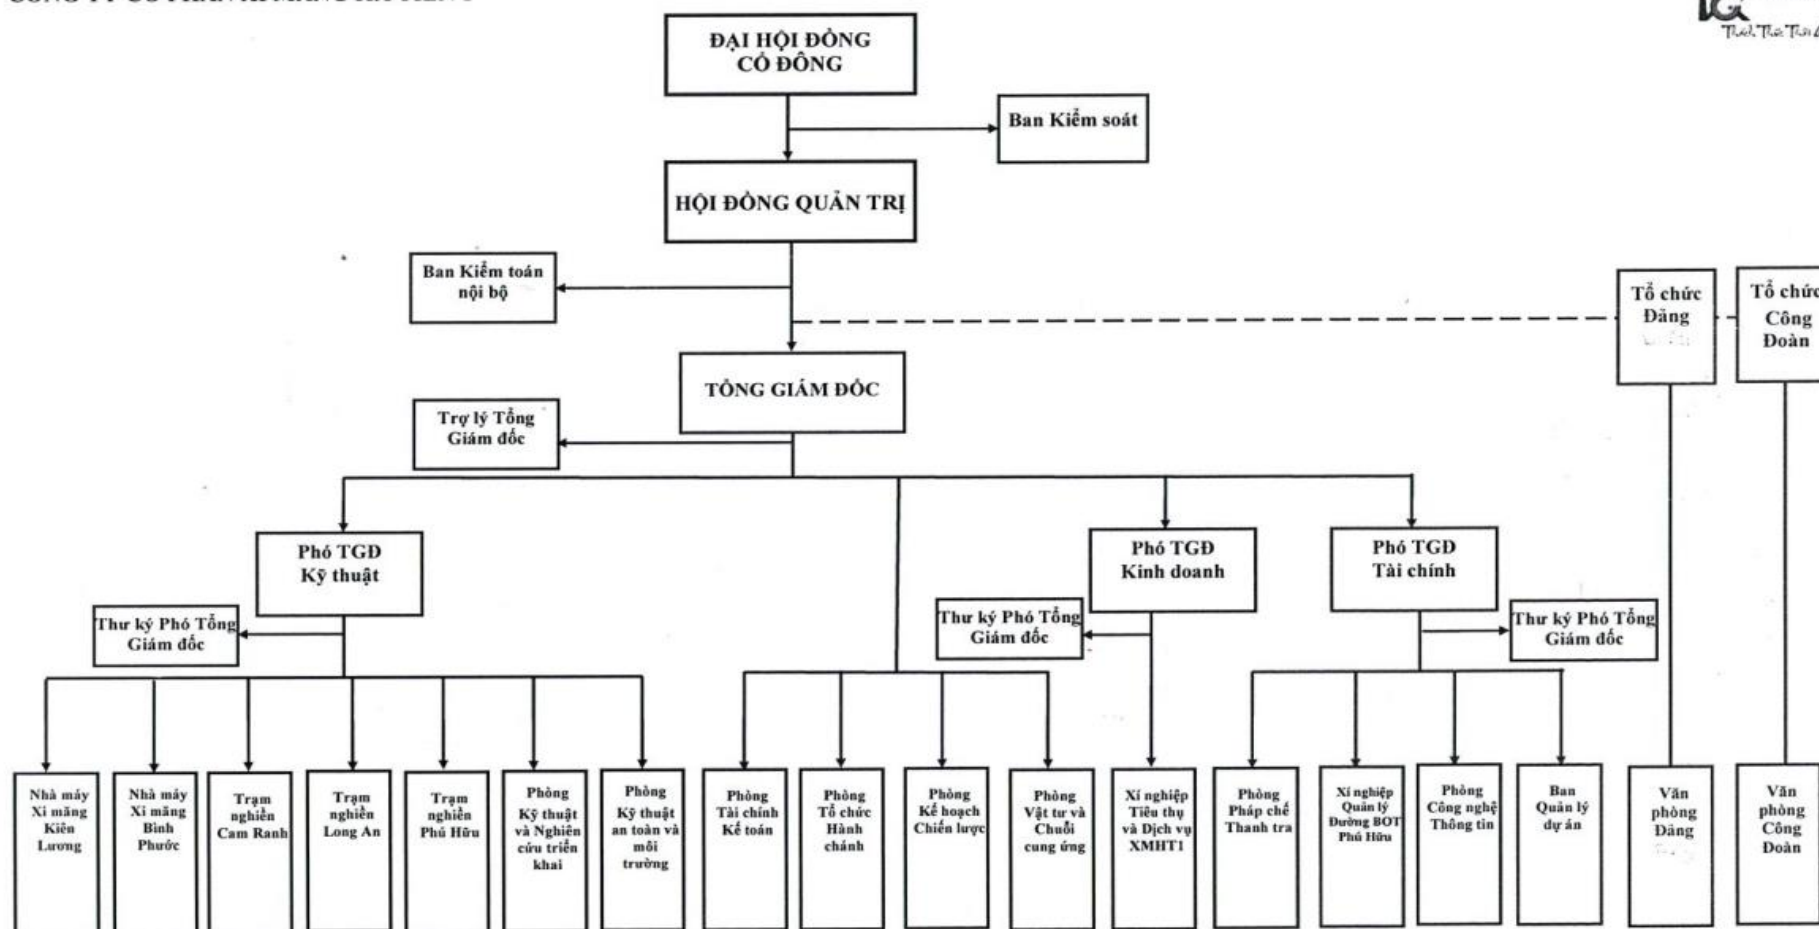 ĐẠI HỘI ĐỒNG
CỔ ĐÔNG
Ban Kiểm soát
HỘI ĐỒNG QUẢN TRỊ
Ban Kiểm toán
nội bộ
Tổ chức
Đảng
Tổ chức
Công
Đoàn
TỔNG GIÁM ĐỐC
Trợ lý Tổng
Giám đốc
Phó TGĐ
Kỹ thuật
Phó TGĐ
Kinh doanh
Phó TGĐ
Tài chính
Thư ký Phó Tổng
Giám đốc
Thư ký Phó Tổng
Giám đốc
Thư ký Phó Tổng
Giám đốc
Nhà máy
Xi măng
Kiên
Lương
Nhà máy
Xi măng
Bình
Phước
Trạm
nghiền
Cam Ranh
Trạm
nghiền
Long An
Trạm
nghiền
Phú Hữu
Phòng
Kỹ thuật
và Nghiên
cứu triển
khai
Phòng
Kỹ thuật
an toàn và
môi
trường
Phòng
Tài chính
Kế toán
Phòng
Tổ chức
Hành
chánh
Phòng
Kế hoạch
Chiến lược
Phòng
Vật tư và
Chuỗi
cung ứng
Xí nghiệp
Tiêu thụ
và Dịch vụ
XMHT1
Phòng
Pháp chế
Thanh tra
Xí nghiệp
Quản lý
Đường BOT
Phú Hữu
Phòng
Công nghệ
Thông tin
Ban
Quản lý
dự án
Văn
phòng
Đảng
Văn
phòng
Công
Đoàn